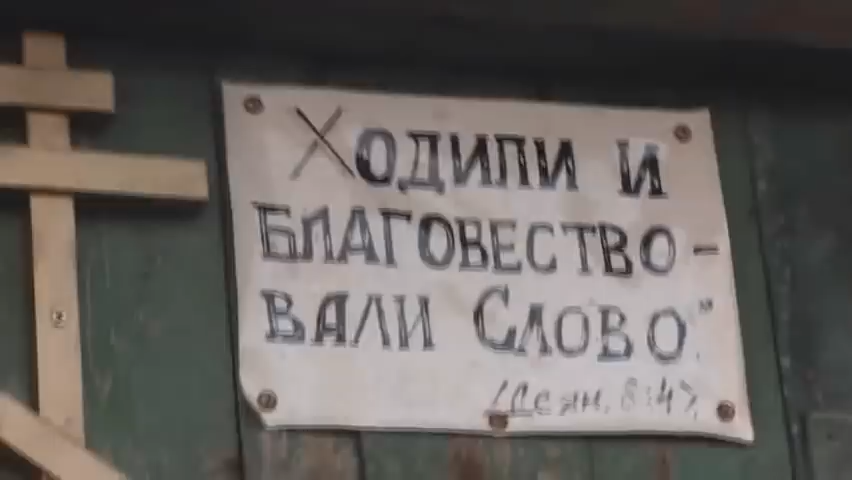 Ходили и
БЛАГОВЕСТВО-
ВАЛИ СЛОВО."
(Деян. 8:4)